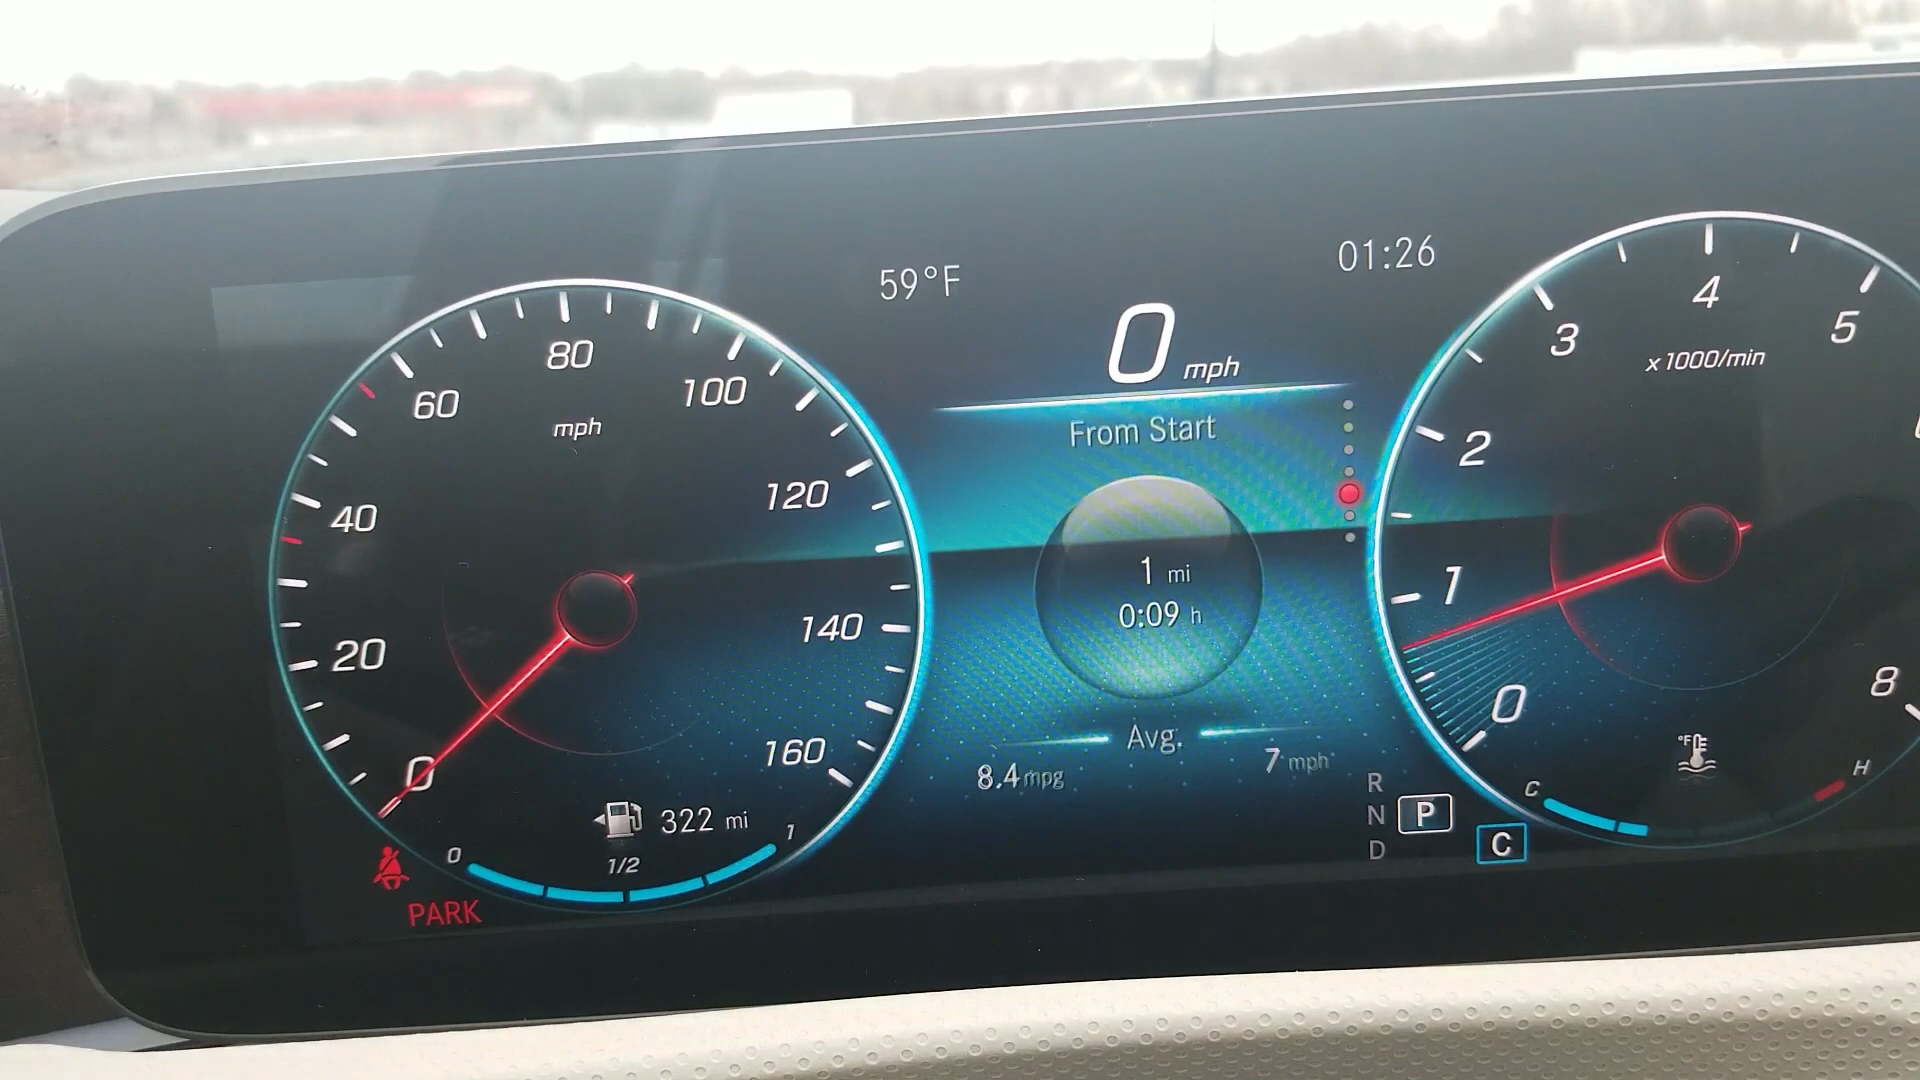 59°F
01:26
0 mph
From Start
1 mi
0:09 h
Avg.
8.4 mpg
7 mph
0
20
40
60
80
100
120
140
160
mph
322 mi
0
1/2
1
PARK
R
N
P
D
C
0
1
2
3
4
5
8
x1000/min
°F
C
H